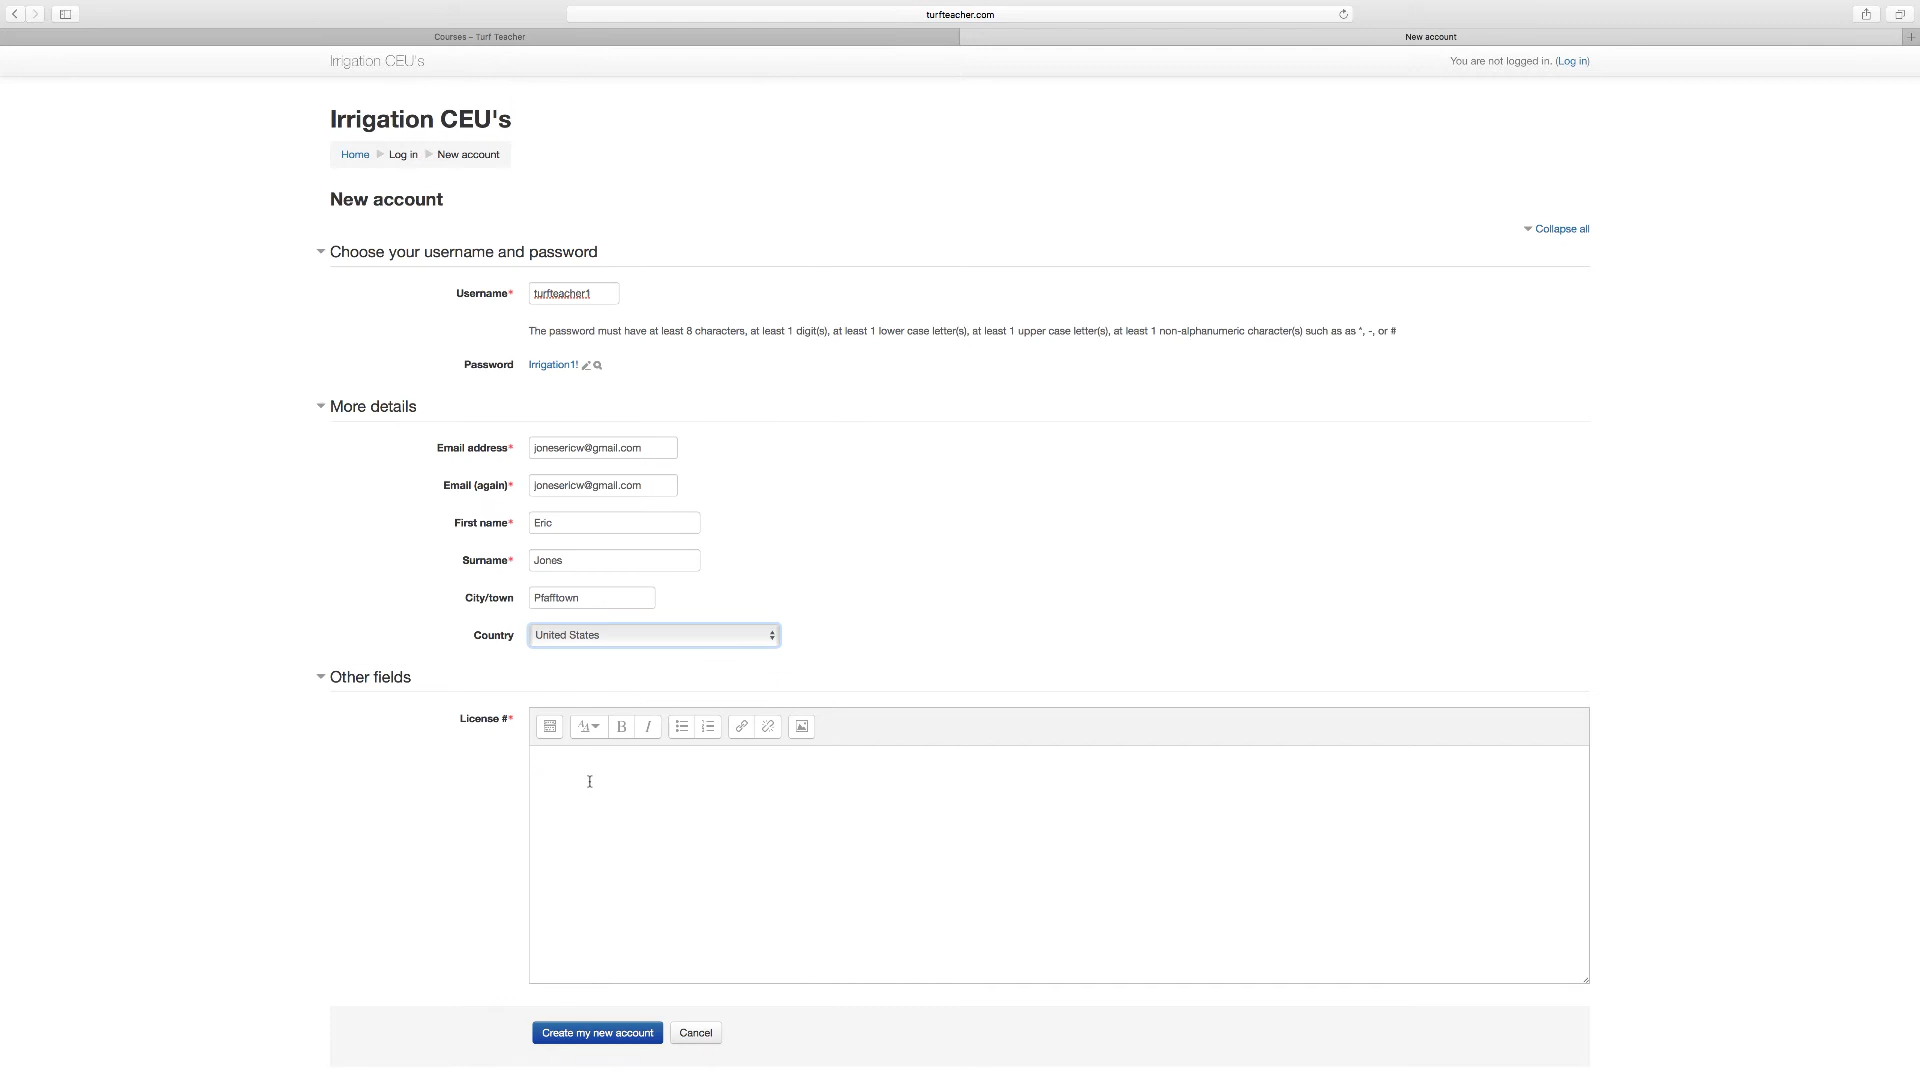 turfteacher.com
Courses – Turf Teacher
New account
Irrigation CEU's
You are not logged in. (Log in)
Irrigation CEU's
Home Log in New account
New account
Collapse all
Choose your username and password
Username* turfteacher1
The password must have at least 8 characters, at least 1 digit(s), at least 1 lower case letter(s), at least 1 upper case letter(s), at least 1 non-alphanumeric character(s) such as as *, -, or #
Password Irrigation1!
More details
Email address* jonesericw@gmail.com
Email (again)* jonesericw@gmail.com
First name* Eric
Surname* Jones
City/town Pfafftown
Country United States
Other fields
License #*
B I
Create my new account Cancel